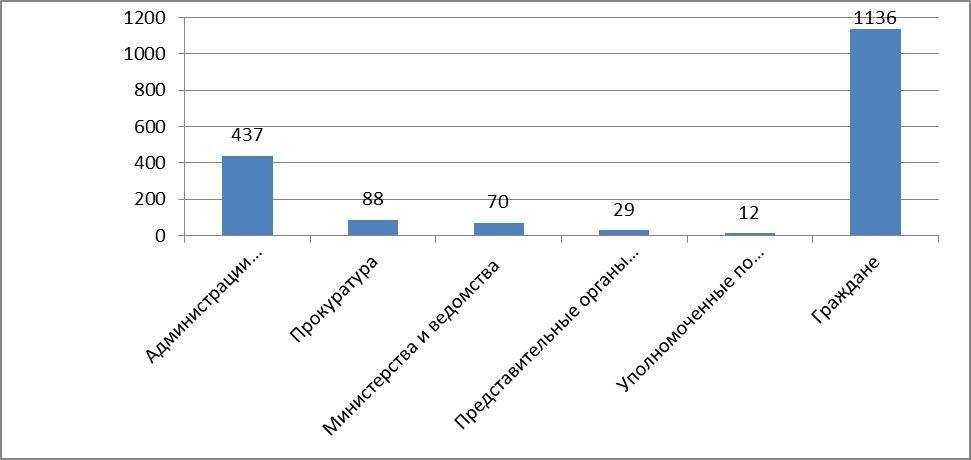 1200
1000
800
600
400
200
0
437
88
70
29
12
1136
Администрации...
Прокуратура
Министерства и ведомства
Представительные органы...
Уполномоченные по...
Граждане